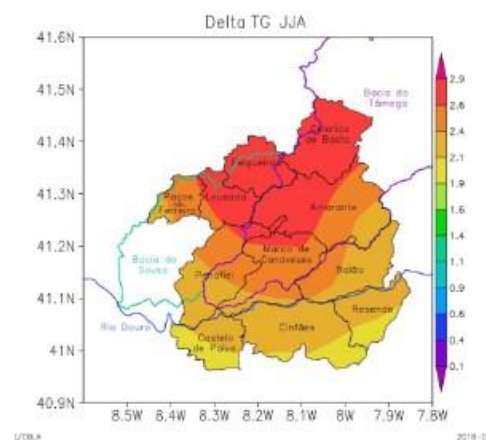 Delta TG JJA
41.6N
41.5N
41.4N
41.3N
41.2N
41.1N
41N
40.9N
8.5W
8.4W
8.3W
8.2W
8.1W
8W
7.9W
7.8W
2.9
2.6
2.4
2.1
1.9
1.6
1.4
1.1
0.9
0.6
0.4
0.1
Bacia do
Tâmega
Celorico
de Basto
Felgueiras
Lousada
Paços
de
Ferreira
Amarante
Bacia do
Sousa
Marco de
Canaveses
Penafiel
Baião
Resende
Rio Douro
Cinfães
Castelo
de Paiva